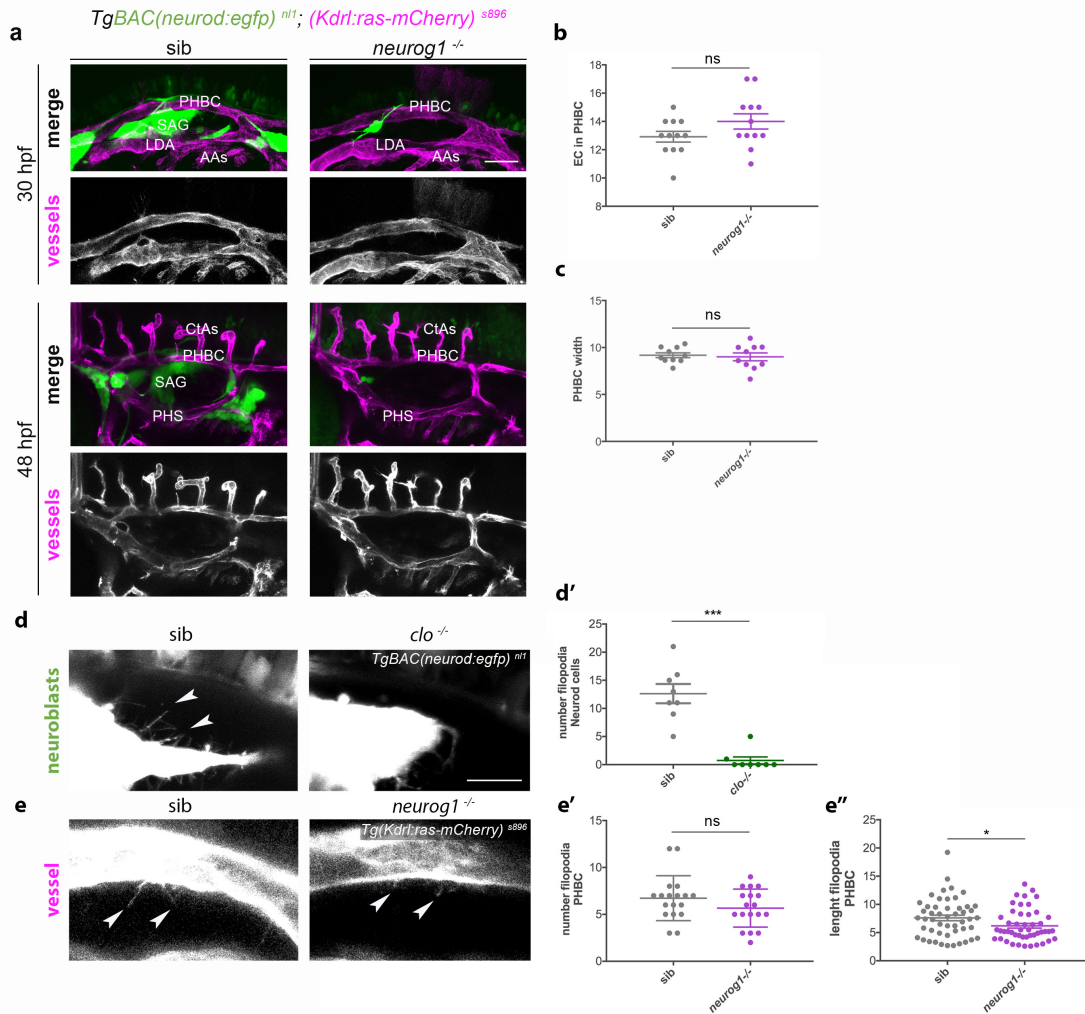 TgBAC(neurod:egfp) nl1; (Kdrl:ras-mCherry) s896
a
sib
neurog1 -/-
30 hpf
merge
PHBC
SAG
LDA
AAs
PHBC
LDA
AAs
vessels
48 hpf
merge
CtAs
PHBC
SAG
PHS
CtAs
PHBC
PHS
vessels
b
ns
EC in PHBC
18
16
14
12
10
8
sib
neurog1-/-
c
ns
PHBC width
15
10
5
0
sib
neurog1-/-
d
sib
clo -/-
neuroblasts
TgBAC(neurod:egfp) nl1
d'
***
number filopodia
Neurod cells
25
20
15
10
5
0
sib
clo-/-
e
sib
neurog1 -/-
vessel
Tg(Kdrl:ras-mCherry) s896
e'
ns
number filopodia
PHBC
15
10
5
0
sib
neurog1-/-
e''
*
lenght filopodia
PHBC
25
20
15
10
5
0
sib
neurog1-/-